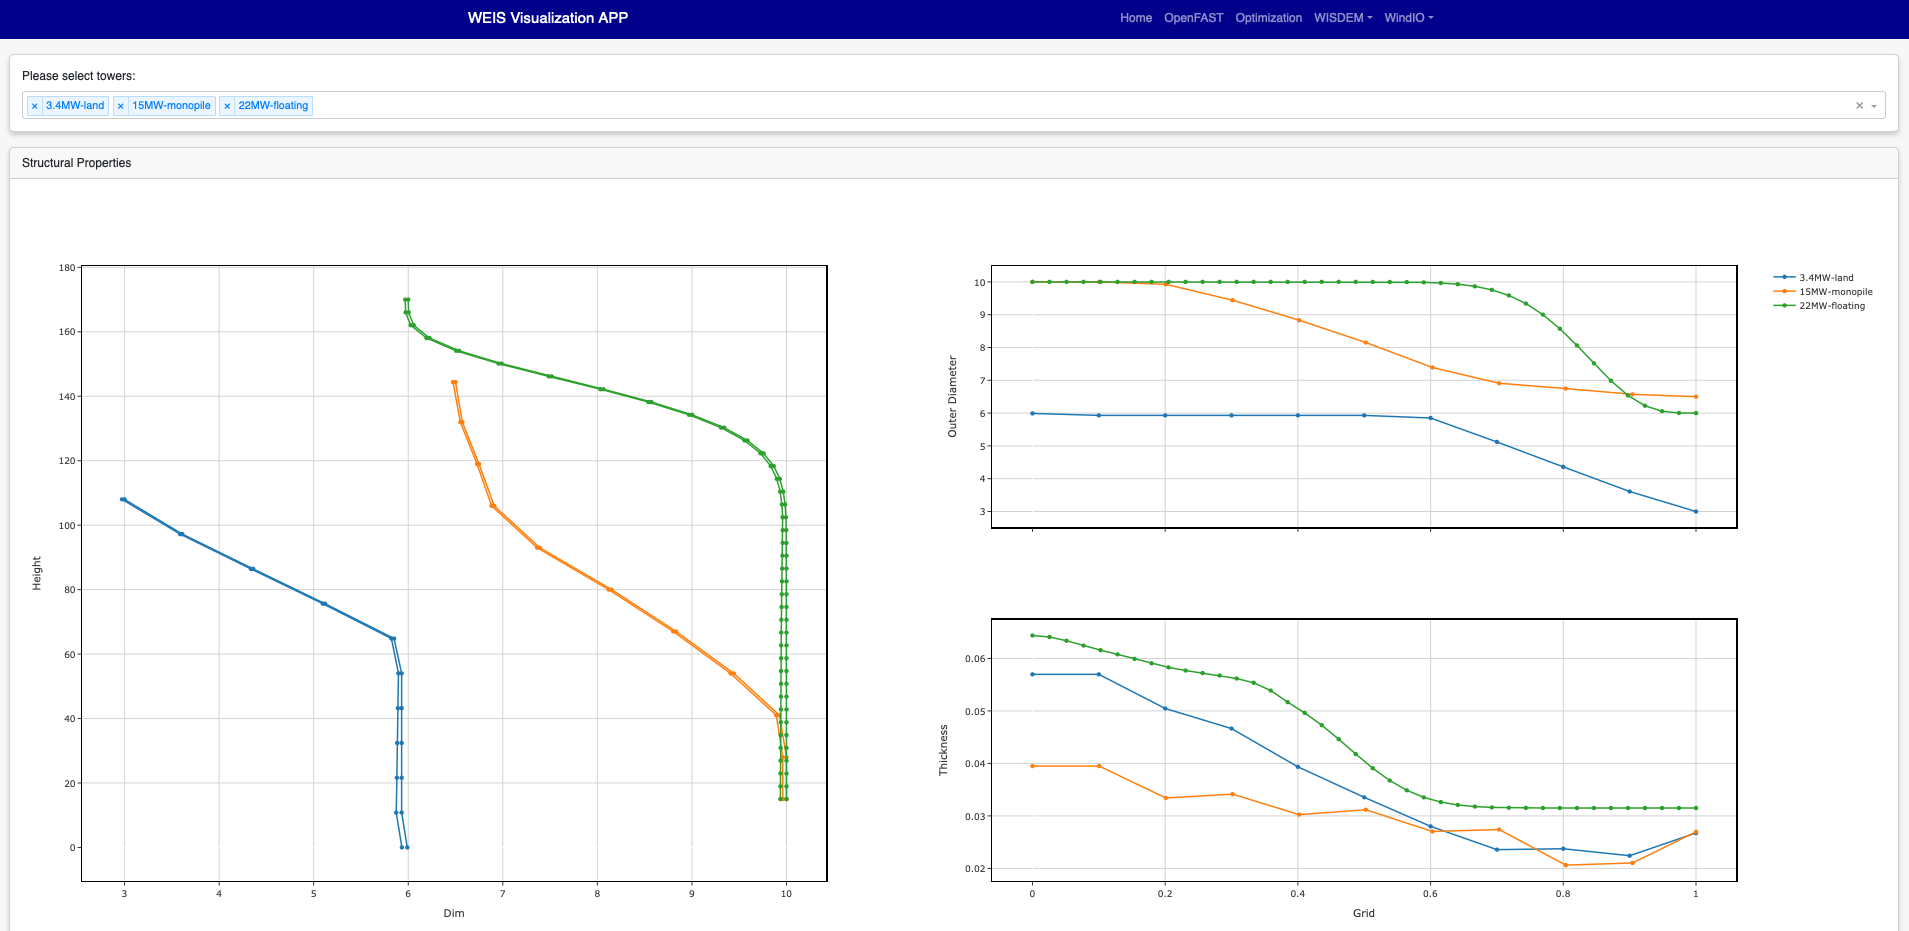 WEIS Visualization APP
Home OpenFAST Optimization WISDEM WindIO
Please select towers:
× 3.4MW-land × 15MW-monopile × 22MW-floating
Structural Properties
180
160
140
120
100
80
60
40
20
0
Height
3 4 5 6 7 8 9 10
Dim
10
9
8
7
6
5
4
3
Outer Diameter
3.4MW-land
15MW-monopile
22MW-floating
0.06
0.05
0.04
0.03
0.02
Thickness
0 0.2 0.4 0.6 0.8 1
Grid